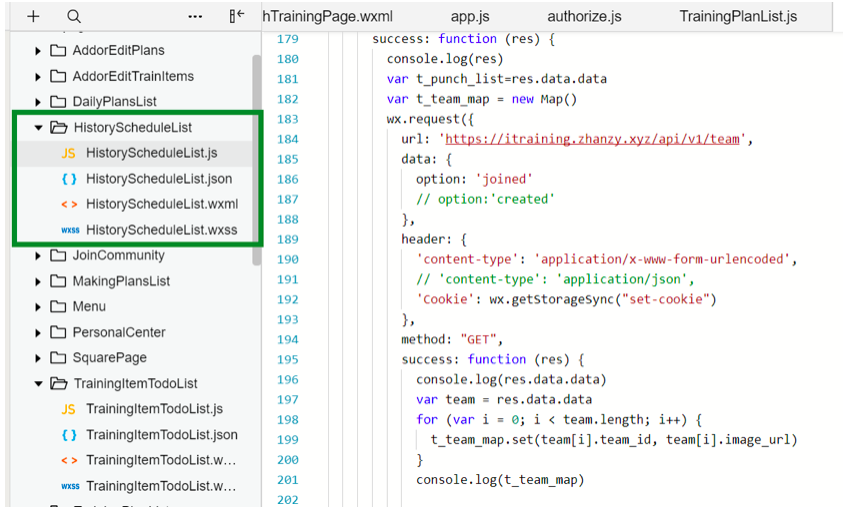 hTrainingPage.wxml app.js authorize.js TrainingPlanList.js
AddorEditPlans
AddorEditTrainItems
DailyPlansList
HistoryScheduleList
JS HistoryScheduleList.js
{ } HistoryScheduleList.json
< > HistoryScheduleList.wxml
wxss HistoryScheduleList.wxss
JoinCommunity
MakingPlansList
Menu
PersonalCenter
SquarePage
TrainingItemTodoList
JS TrainingItemTodoList.js
{ } TrainingItemTodoList.json
< > TrainingItemTodoList.w...
wxss TrainingItemTodoList.w...
179 success: function (res) {
180 console.log(res)
181 var t_punch_list=res.data.data
182 var t_team_map = new Map()
183 wx.request({
184 url: 'https://itraining.zhanzy.xyz/api/v1/team',
185 data: {
186 option: 'joined'
187 // option:'created'
188 },
189 header: {
190 'content-type': 'application/x-www-form-urlencoded',
191 // 'content-type': 'application/json',
192 'Cookie': wx.getStorageSync("set-cookie")
193 },
194 method: "GET",
195 success: function (res) {
196 console.log(res.data.data)
197 var team = res.data.data
198 for (var i = 0; i < team.length; i++) {
199 t_team_map.set(team[i].team_id, team[i].image_url)
200 }
201 console.log(t_team_map)
202